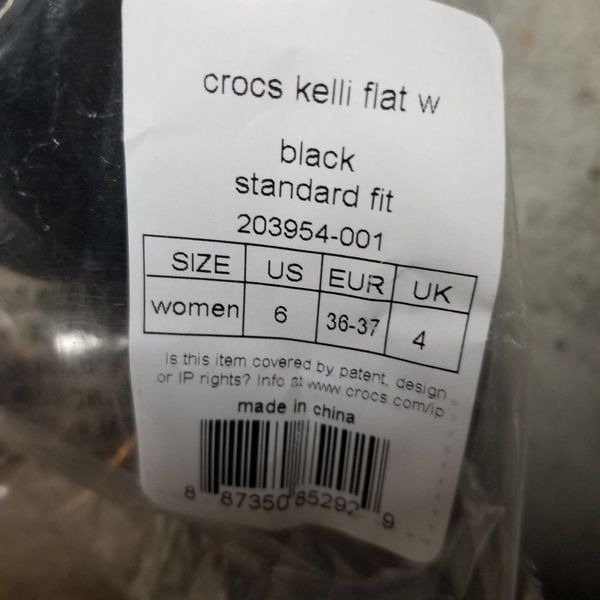 crocs kelli flat w
black
standard fit
203954-001
SIZE US EUR UK
women 6 36-37 4
Is this item covered by patent, design
or IP rights? Info at www.crocs.com/ip
made in china
8 87350 85292 9